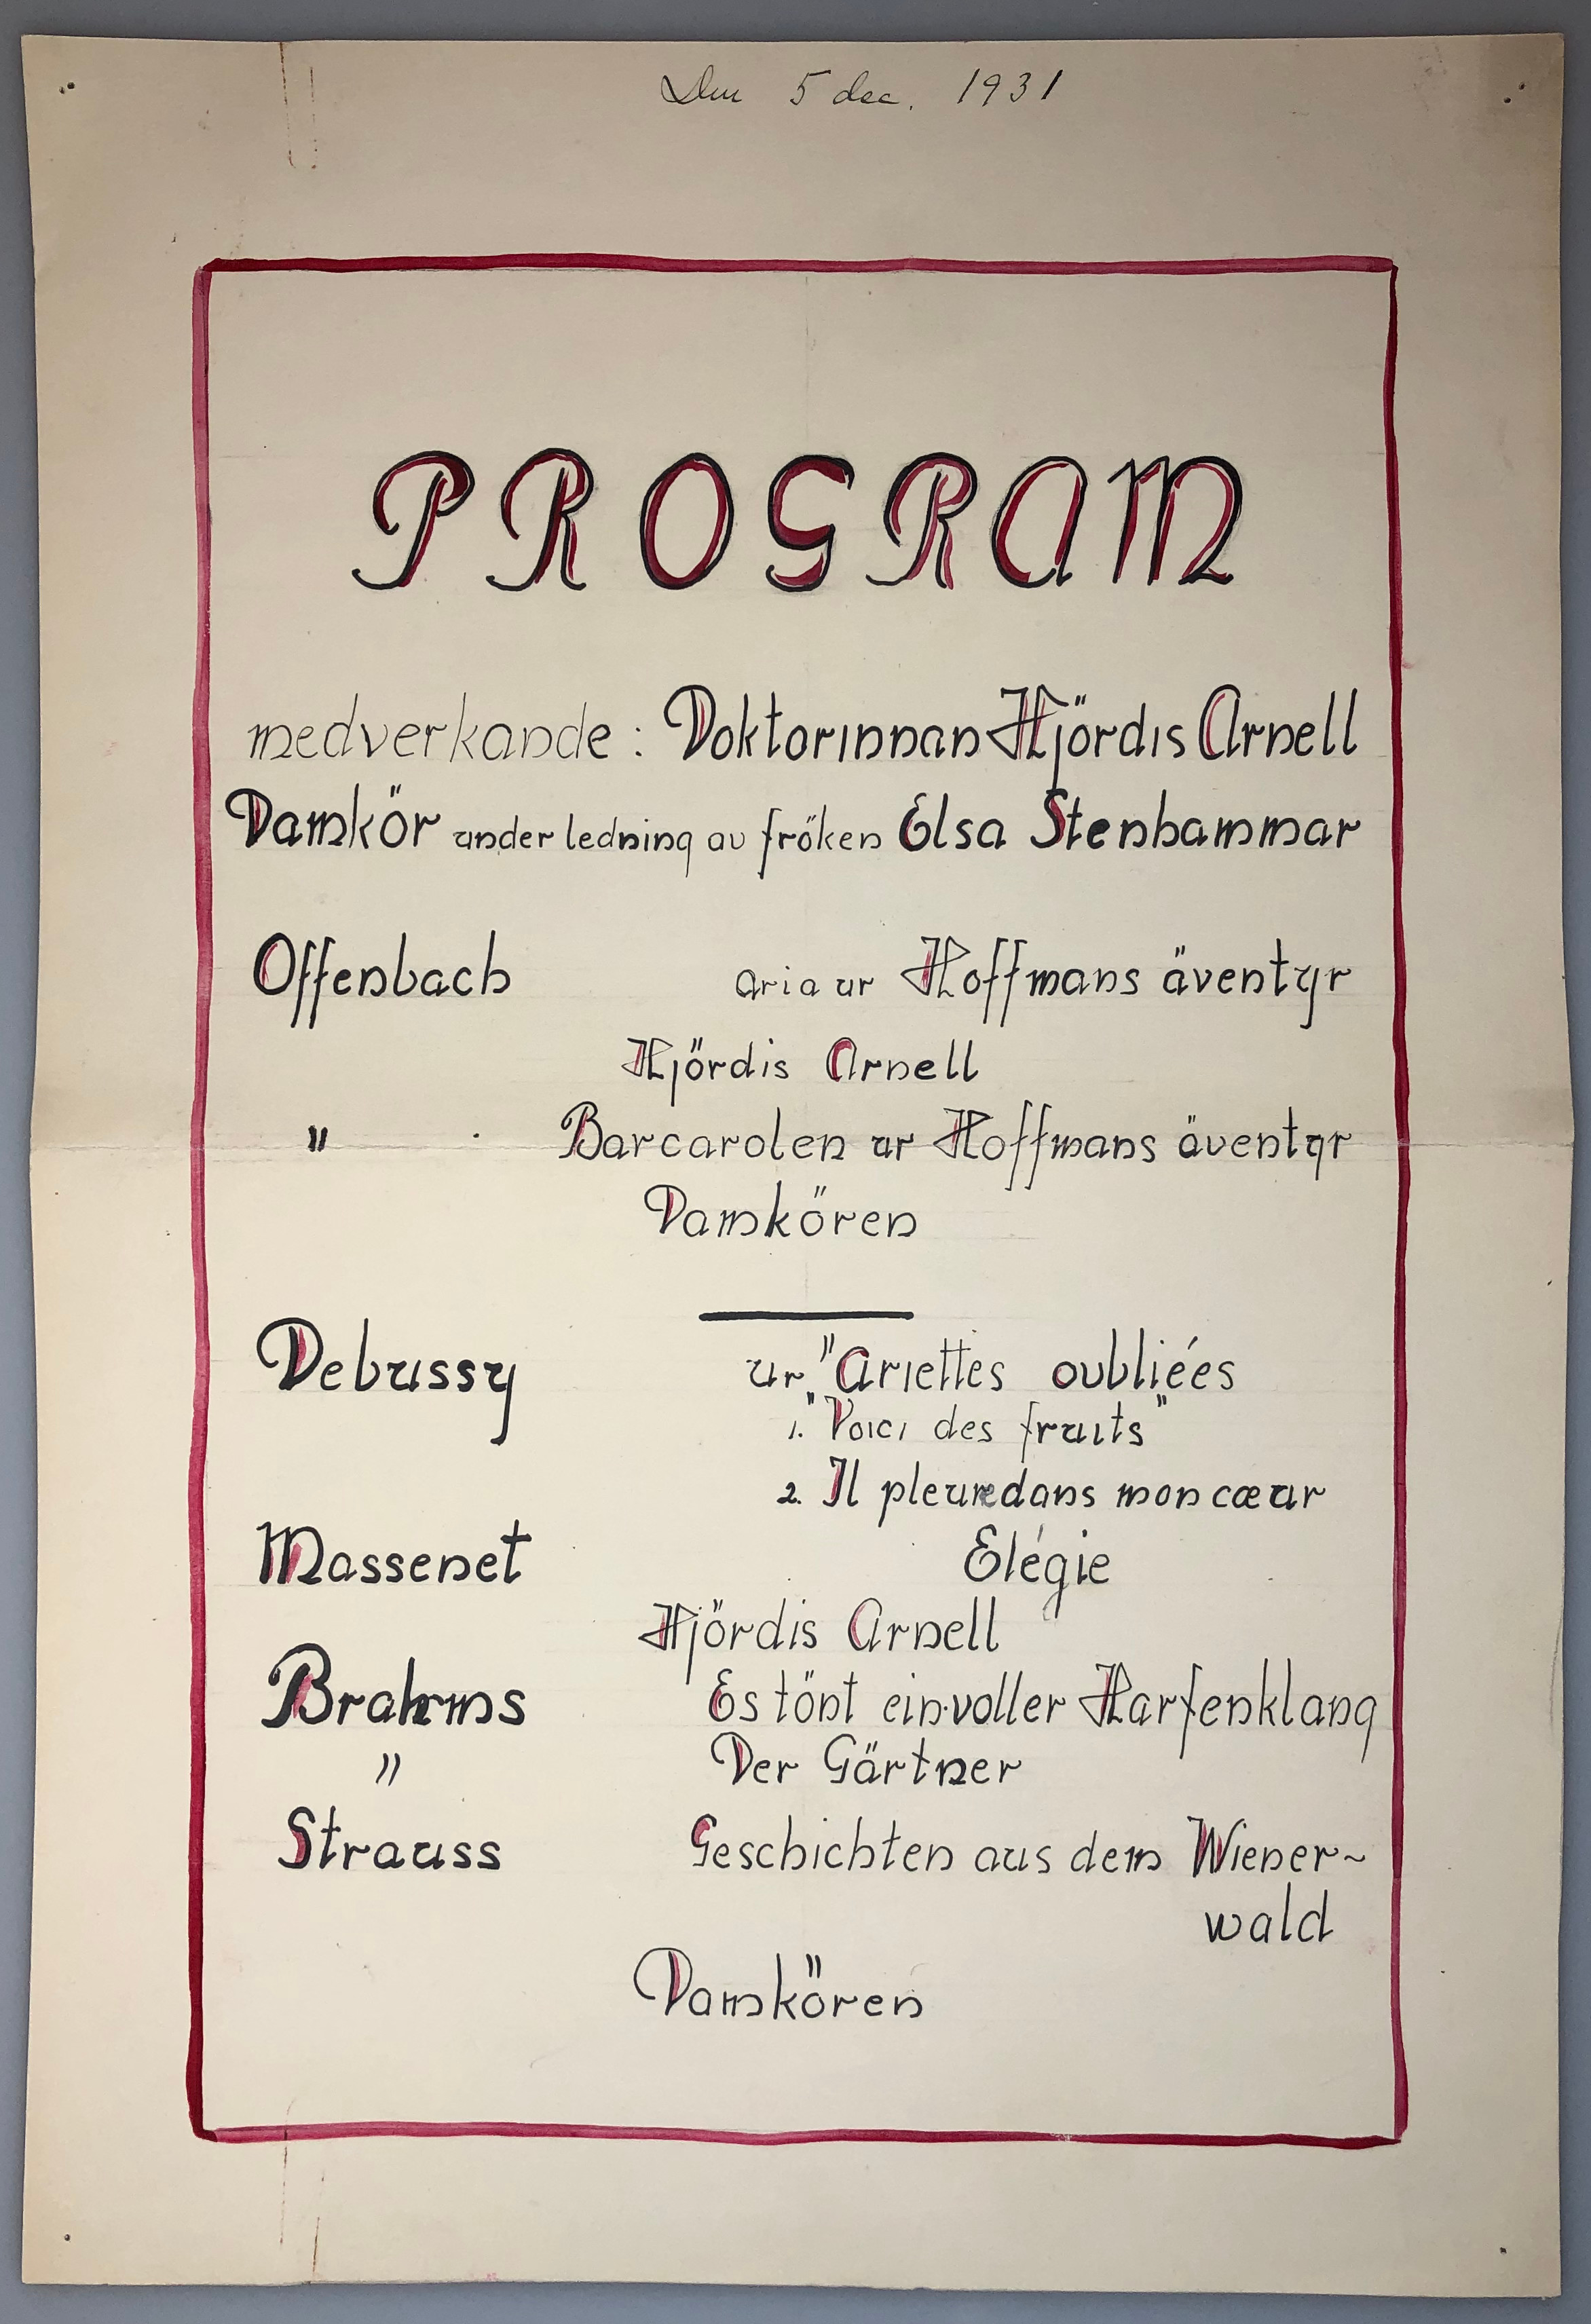 Den 5 dec. 1931
PROGRAM
medverkande: Doktorinnan Hjördis Arnell
Damkör under ledning av fröken Elsa Stenhammar
Offenbach aria ur Hoffmans äventyr
Hjördis Arnell
" Barcarolen ur Hoffmans äventyr
Damkören
Debussy ur "Ariettes oubliéés
1. "Voici des fruits"
2. Il pleure dans mon cœur
Massenet Elégie
Hjördis Arnell
Brahms Es tönt ein voller Harfenklang
" Der Gärtner
Strauss Geschichten aus dem Wiener~
wald
Damkören